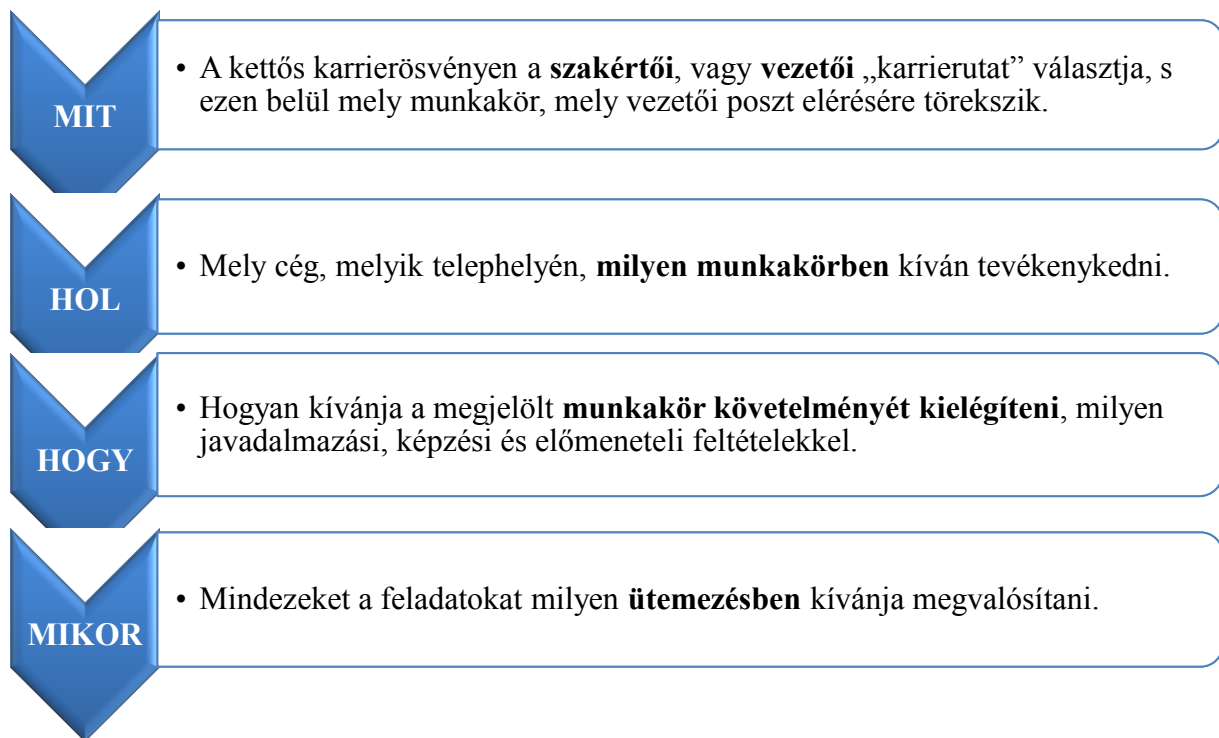 MIT
• A kettős karrierösvényen a szakértői, vagy vezetői „karrierutat” választja, s
ezen belül mely munkakör, mely vezetői poszt elérésére törekszik.
HOL
• Mely cég, melyik telephelyén, milyen munkakörben kíván tevékenykedni.
HOGY
• Hogyan kívánja a megjelölt munkakör követelményét kielégíteni, milyen
javadalmazási, képzési és előmeneteli feltételekkel.
MIKOR
• Mindezeket a feladatokat milyen ütemezésben kívánja megvalósítani.